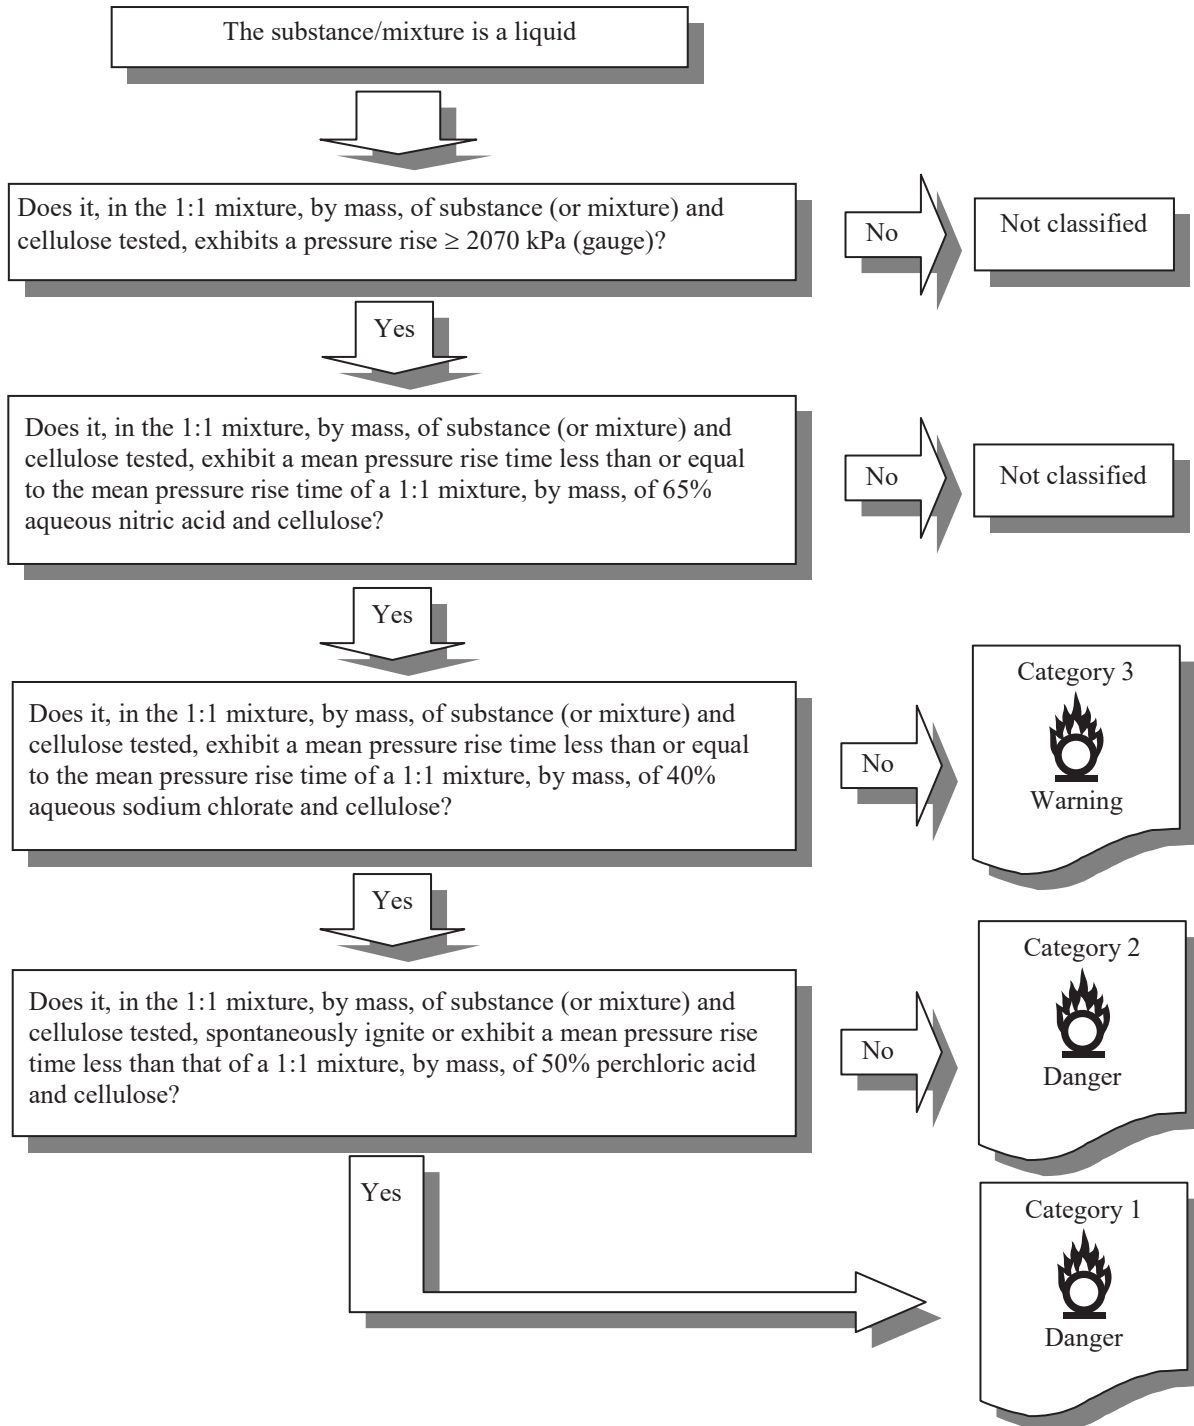 The substance/mixture is a liquid
Does it, in the 1:1 mixture, by mass, of substance (or mixture) and
cellulose tested, exhibits a pressure rise ≥ 2070 kPa (gauge)?
No
Not classified
Yes
Does it, in the 1:1 mixture, by mass, of substance (or mixture) and
cellulose tested, exhibit a mean pressure rise time less than or equal
to the mean pressure rise time of a 1:1 mixture, by mass, of 65%
aqueous nitric acid and cellulose?
No
Not classified
Yes
Does it, in the 1:1 mixture, by mass, of substance (or mixture) and
cellulose tested, exhibit a mean pressure rise time less than or equal
to the mean pressure rise time of a 1:1 mixture, by mass, of 40%
aqueous sodium chlorate and cellulose?
No
Category 3
Warning
Yes
Does it, in the 1:1 mixture, by mass, of substance (or mixture) and
cellulose tested, spontaneously ignite or exhibit a mean pressure rise
time less than that of a 1:1 mixture, by mass, of 50% perchloric acid
and cellulose?
No
Category 2
Danger
Yes
Category 1
Danger